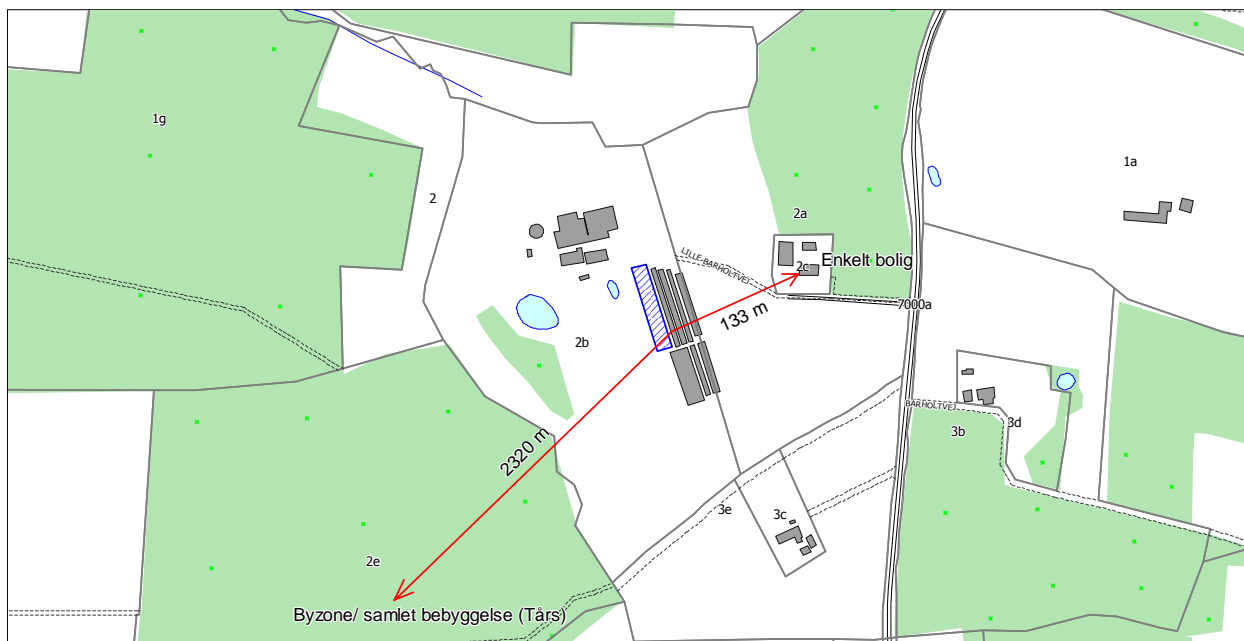 1g
1a
2
2a
LILLE-BARHOLTVEJ
2c
Enkelt bolig
7000a
133 m
2b
BARHOLTVEJ
3d
3b
2320 m
3e
3c
2e
Byzone/ samlet bebyggelse (Tårs)